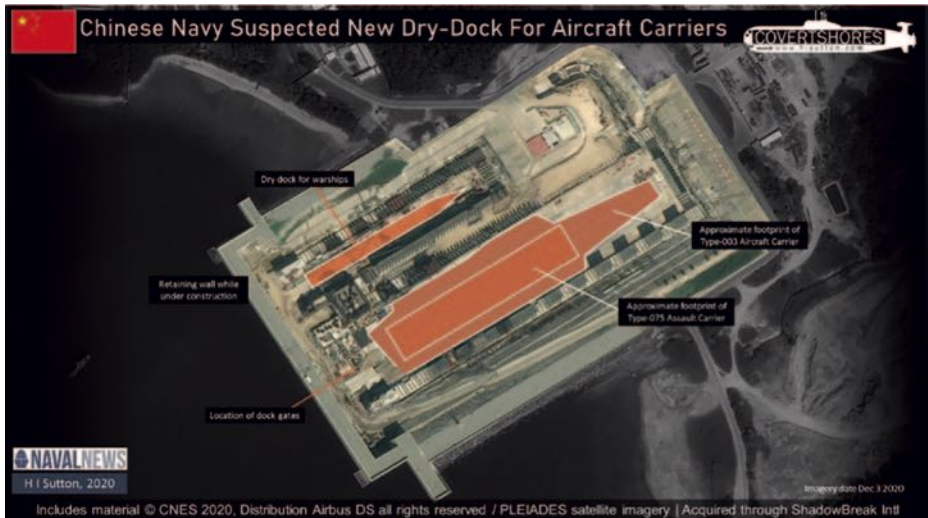 Chinese Navy Suspected New Dry-Dock For Aircraft Carriers
COVERTSHORES
www.hisutton.com
Dry dock for warships
Approximate footprint of
Type-003 Aircraft Carrier
Retaining wall while
under construction
Approximate footprint of
Type-075 Assault Carrier
Location of dock gates
NAVALNEWS
H I Sutton, 2020
Imagery date Dec 3 2020
Includes material © CNES 2020, Distribution Airbus DS all rights reserved / PLEIADES satellite imagery | Acquired through ShadowBreak Intl